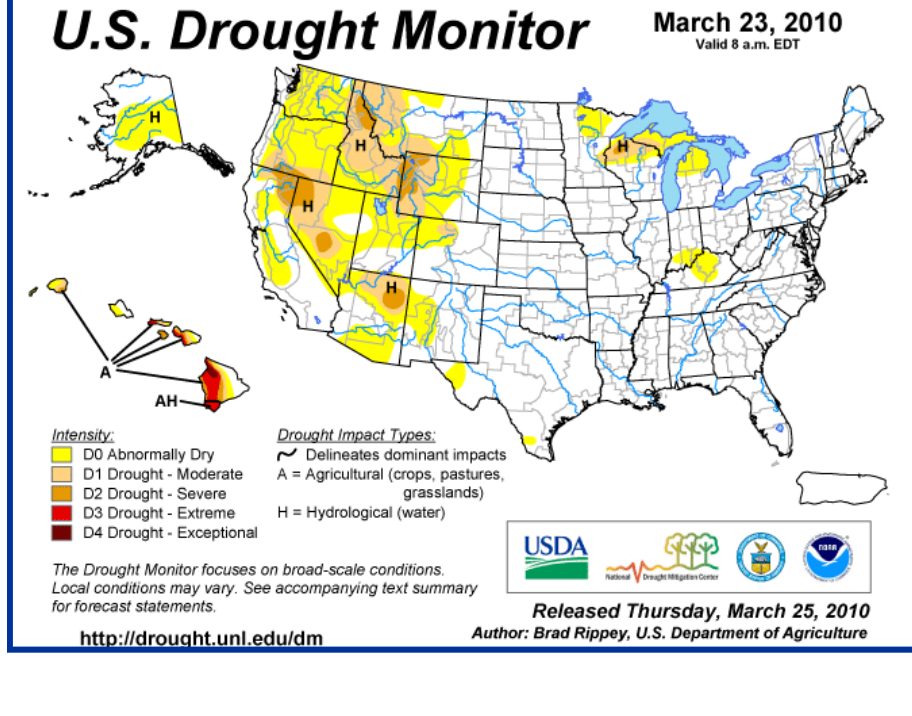 U.S. Drought Monitor
March 23, 2010
Valid 8 a.m. EDT
H
H
H
H
H
A
AH
Intensity:
D0 Abnormally Dry
D1 Drought - Moderate
D2 Drought - Severe
D3 Drought - Extreme
D4 Drought - Exceptional
Drought Impact Types:
Delineates dominant impacts
A = Agricultural (crops, pastures,
grasslands)
H = Hydrological (water)
The Drought Monitor focuses on broad-scale conditions.
Local conditions may vary. See accompanying text summary
for forecast statements.
http://drought.unl.edu/dm
USDA
National Drought Mitigation Center
NOAA
Released Thursday, March 25, 2010
Author: Brad Rippey, U.S. Department of Agriculture